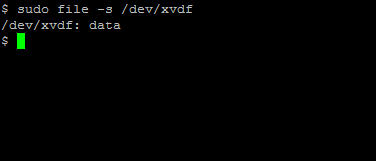 $ sudo file -s /dev/xvdf
/dev/xvdf: data
$